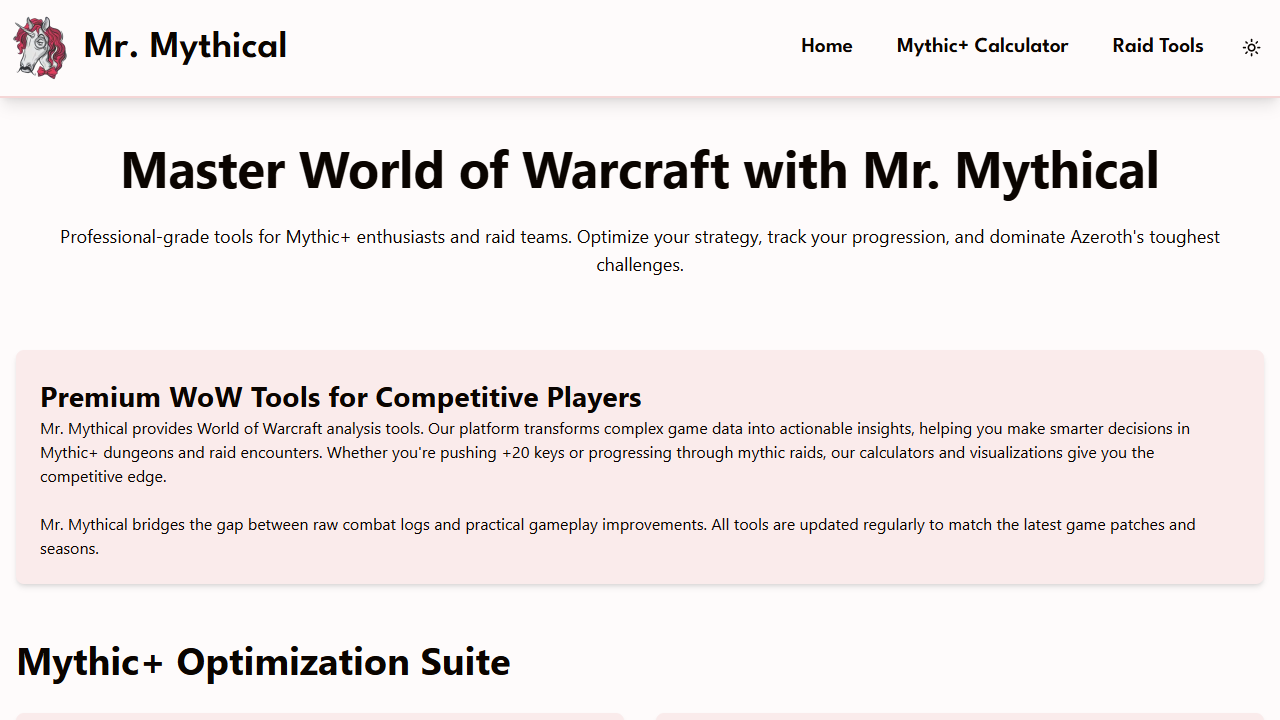 Mr. Mythical
Home
Mythic+ Calculator
Raid Tools
Master World of Warcraft with Mr. Mythical
Professional-grade tools for Mythic+ enthusiasts and raid teams. Optimize your strategy, track your progression, and dominate Azeroth's toughest
challenges.
Premium WoW Tools for Competitive Players
Mr. Mythical provides World of Warcraft analysis tools. Our platform transforms complex game data into actionable insights, helping you make smarter decisions in
Mythic+ dungeons and raid encounters. Whether you're pushing +20 keys or progressing through mythic raids, our calculators and visualizations give you the
competitive edge.
Mr. Mythical bridges the gap between raw combat logs and practical gameplay improvements. All tools are updated regularly to match the latest game patches and
seasons.
Mythic+ Optimization Suite